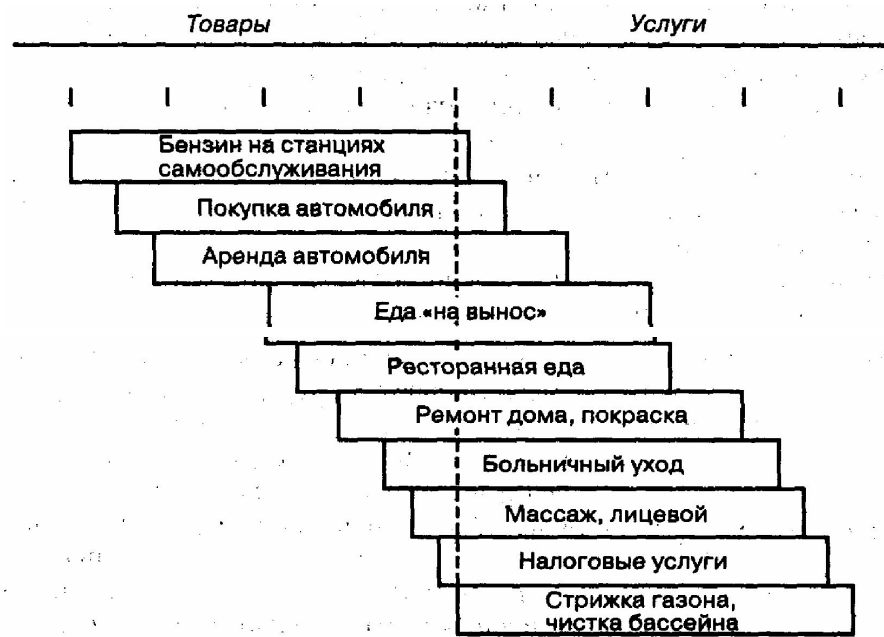 Товары Услуги
Бензин на станциях
самообслуживания
Покупка автомобиля
Аренда автомобиля
Еда «на вынос»
Ресторанная еда
Ремонт дома, покраска
Больничный уход
Массаж, лицевой
Налоговые услуги
Стрижка газона,
чистка бассейна